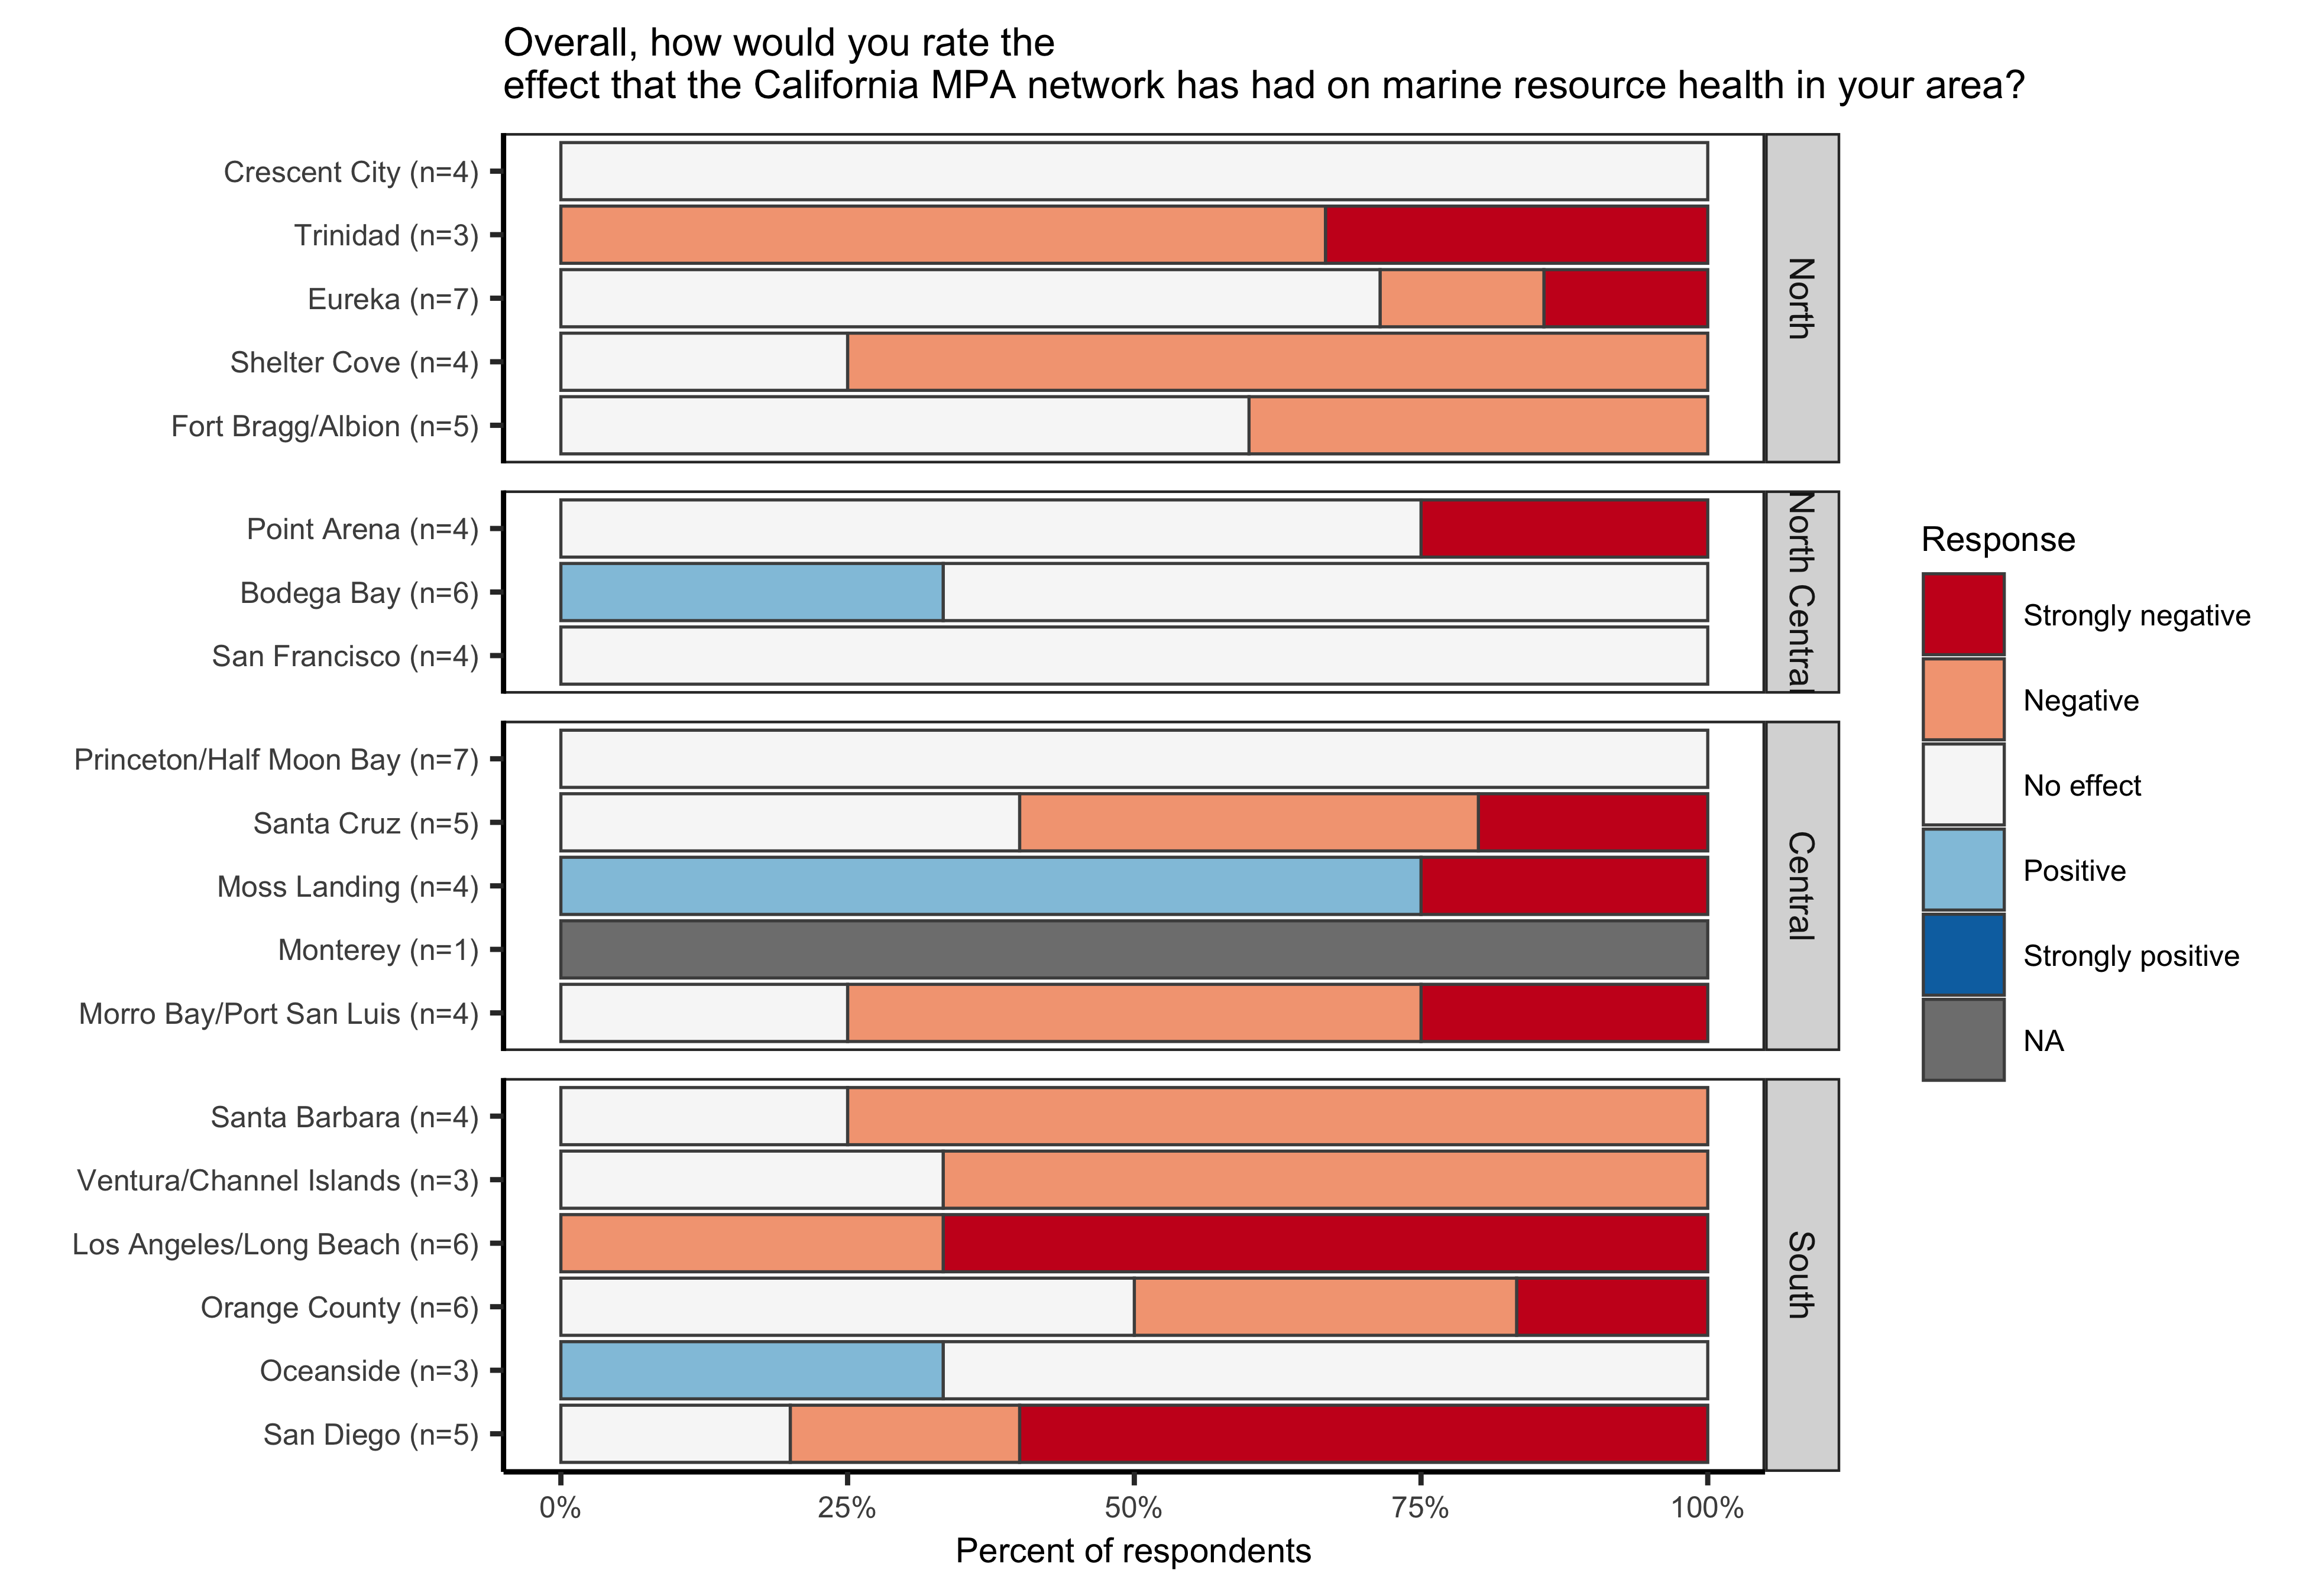 Overall, how would you rate the
effect that the California MPA network has had on marine resource health in your area?
Crescent City (n=4)
Trinidad (n=3)
Eureka (n=7)
Shelter Cove (n=4)
Fort Bragg/Albion (n=5)
North
Point Arena (n=4)
Bodega Bay (n=6)
San Francisco (n=4)
North Central
Princeton/Half Moon Bay (n=7)
Santa Cruz (n=5)
Moss Landing (n=4)
Monterey (n=1)
Morro Bay/Port San Luis (n=4)
Central
Santa Barbara (n=4)
Ventura/Channel Islands (n=3)
Los Angeles/Long Beach (n=6)
Orange County (n=6)
Oceanside (n=3)
San Diego (n=5)
South
0% 25% 50% 75% 100%
Percent of respondents
Response
Strongly negative
Negative
No effect
Positive
Strongly positive
NA